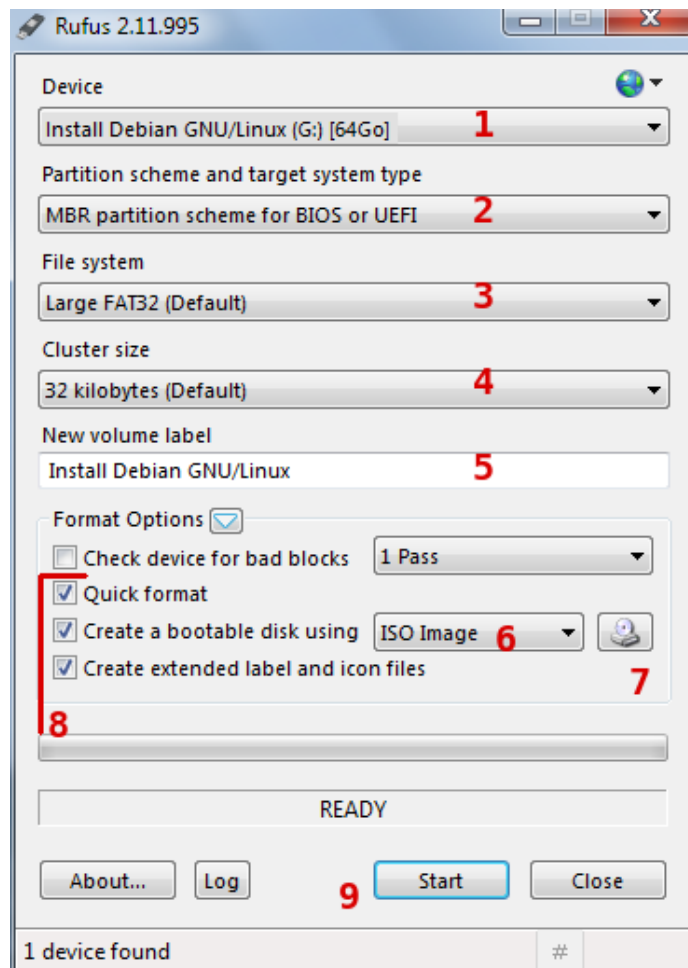 Rufus 2.11.995
Device
Install Debian GNU/Linux (G:) [64Go] 1
Partition scheme and target system type
MBR partition scheme for BIOS or UEFI 2
File system
Large FAT32 (Default) 3
Cluster size
32 kilobytes (Default) 4
New volume label
Install Debian GNU/Linux 5
Format Options
Check device for bad blocks 1 Pass
Quick format
Create a bootable disk using ISO Image 6
Create extended label and icon files 7
8
READY
About... Log 9 Start Close
1 device found #